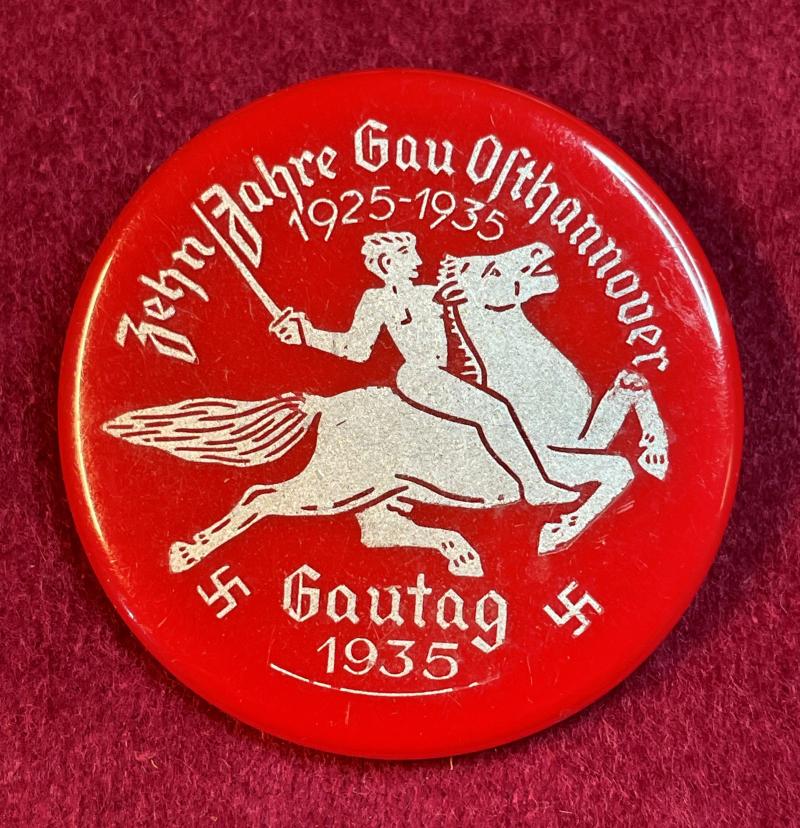 Zehn Jahre Gau Osthannover
1925-1935
Gautag
1935